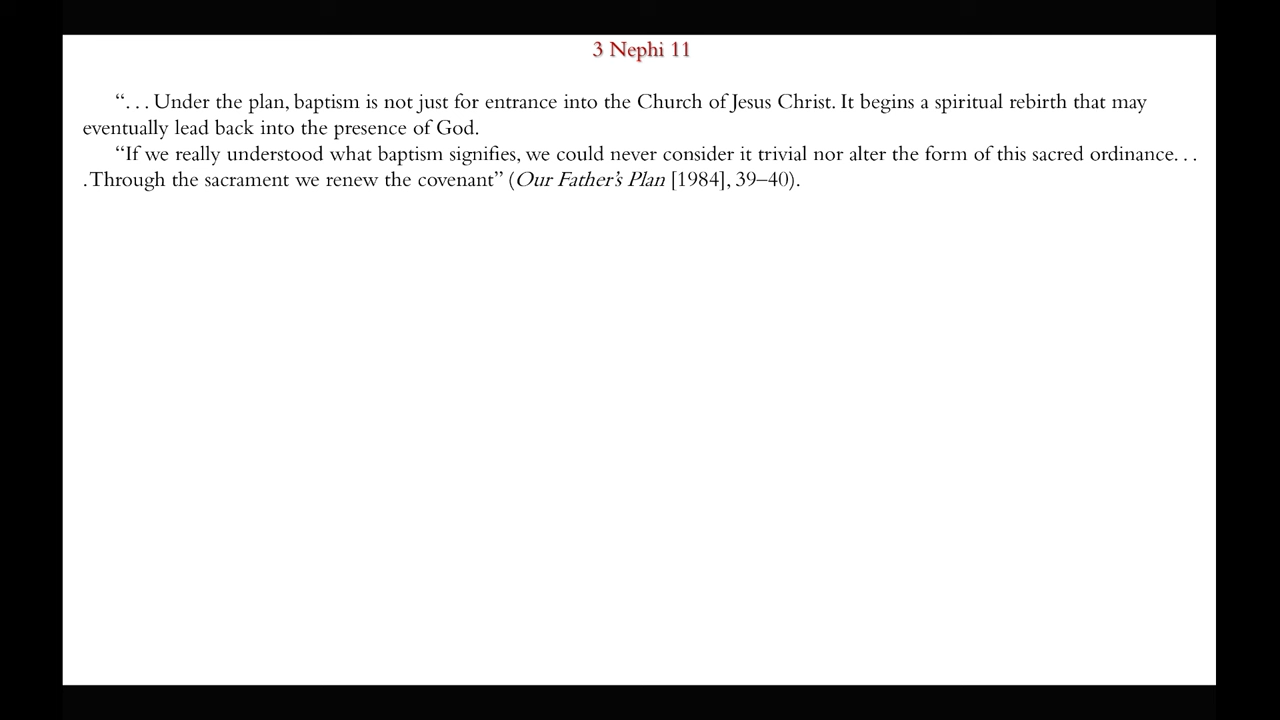 3 Nephi 11
“. . . Under the plan, baptism is not just for entrance into the Church of Jesus Christ. It begins a spiritual rebirth that may
eventually lead back into the presence of God.
“If we really understood what baptism signifies, we could never consider it trivial nor alter the form of this sacred ordinance. . .
. Through the sacrament we renew the covenant” (Our Father’s Plan [1984], 39–40).